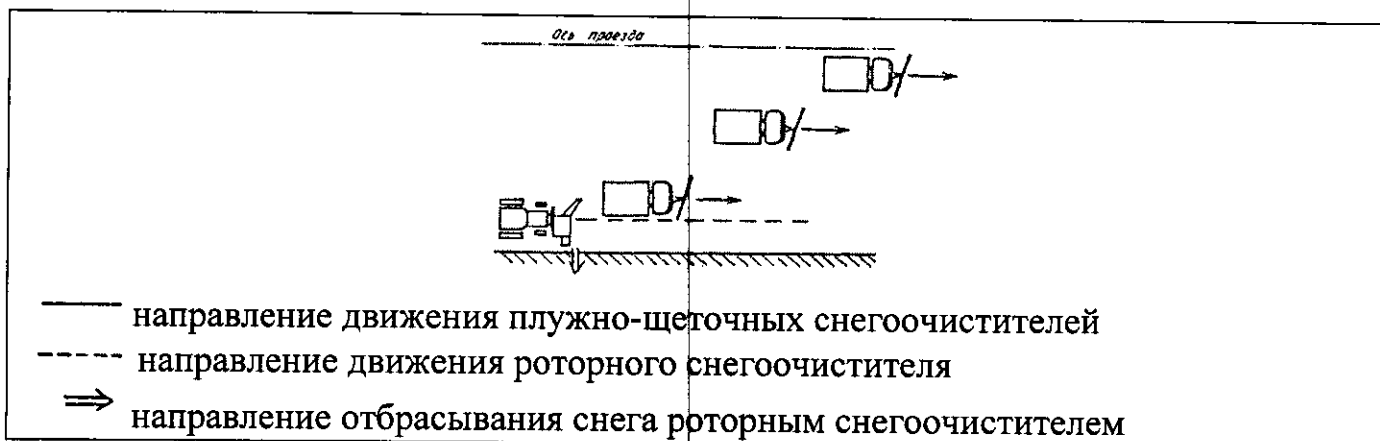 Ось проезда
направление движения плужно-щеточных снегоочистителей
направление движения роторного снегоочистителя
направление отбрасывания снега роторным снегоочистителем